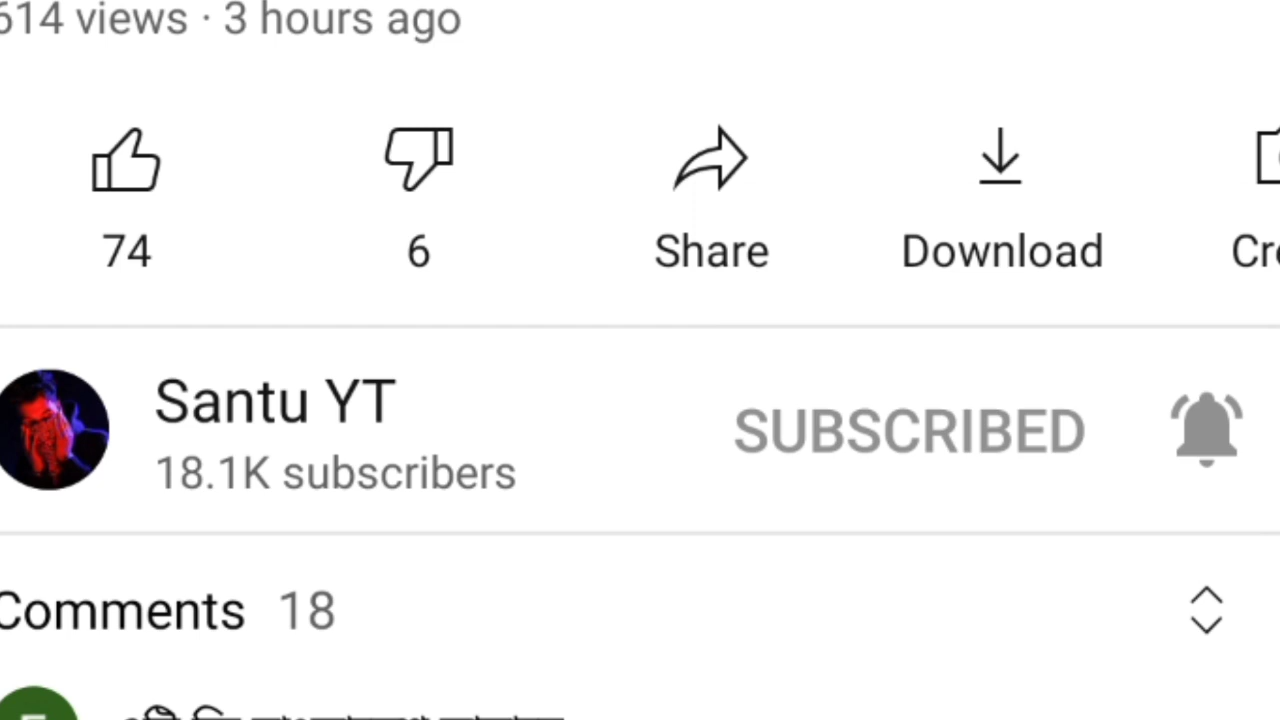 614 views · 3 hours ago
74
6
Share
Download
Santu YT
18.1K subscribers
SUBSCRIBED
Comments 18